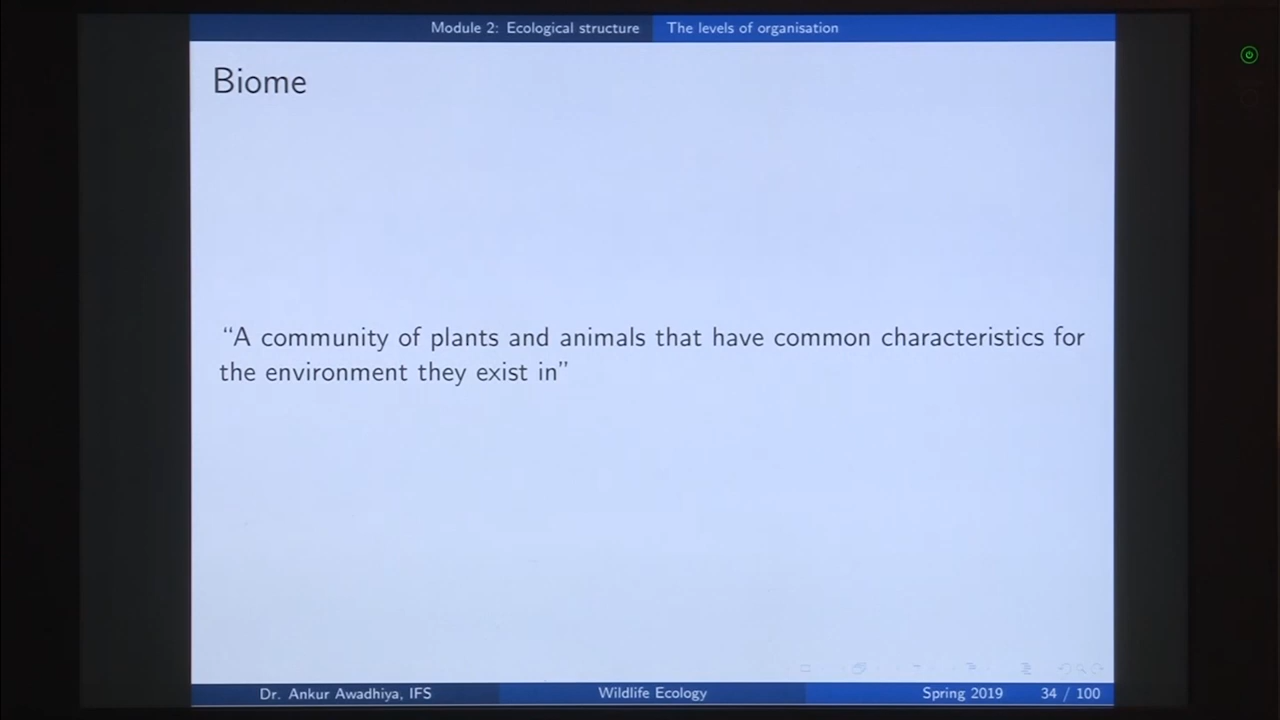 Module 2: Ecological structure The levels of organisation
Biome
“A community of plants and animals that have common characteristics for
the environment they exist in”
Dr. Ankur Awadhiya, IFS Wildlife Ecology Spring 2019 34 / 100